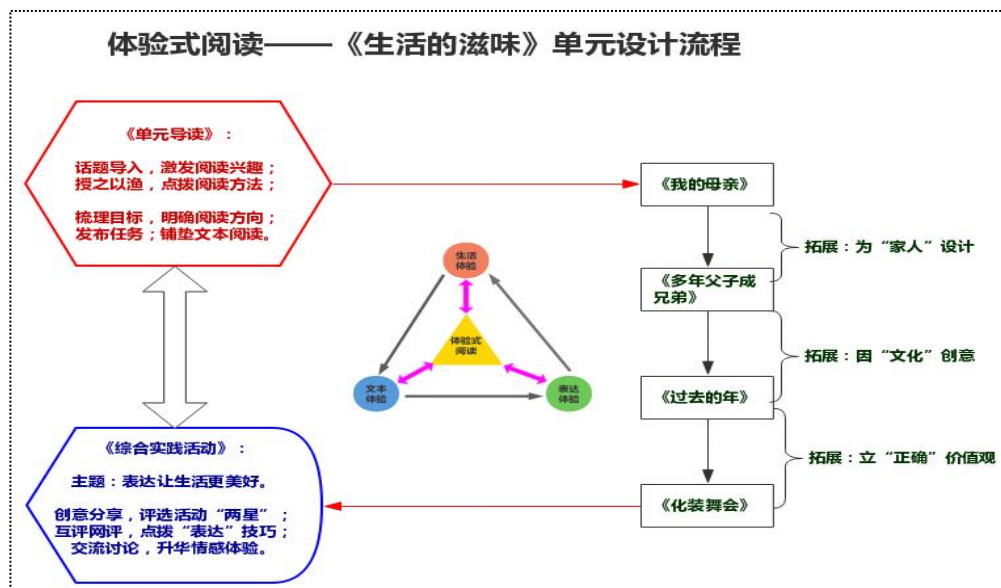 体验式阅读——《生活的滋味》单元设计流程
《单元导读》：
话题导入，激发阅读兴趣；
授之以渔，点拨阅读方法；
梳理目标，明确阅读方向；
发布任务；铺垫文本阅读。
《我的母亲》
拓展：为“家人”设计
《多年父子成
兄弟》
拓展：因“文化”创意
《过去的年》
拓展：立“正确”价值观
《化装舞会》
生活
体验
体验式
阅读
文本
体验
表达
体验
《综合实践活动》：
主题：表达让生活更美好。
创意分享，评选活动“两星”；
互评网评，点拨“表达”技巧；
交流讨论，升华情感体验。